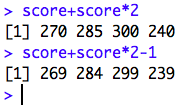 > score+score*2
[1] 270 285 300 240
> score+score*2-1
[1] 269 284 299 239
>